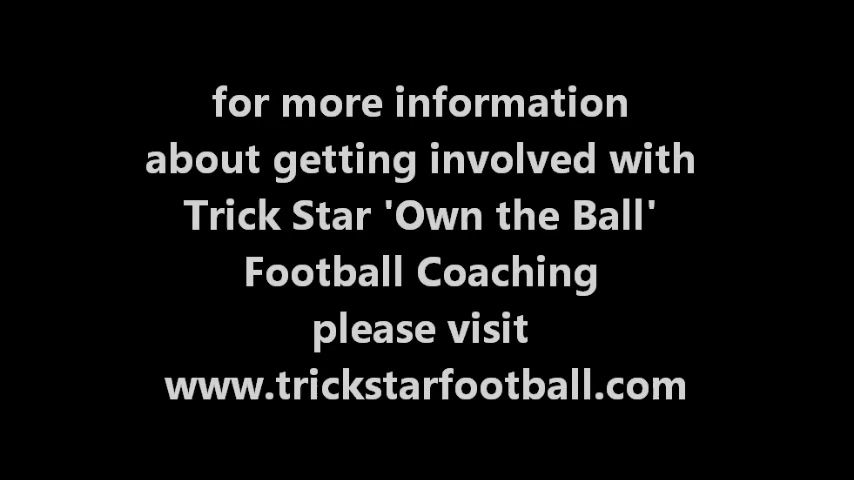 for more information
about getting involved with
Trick Star 'Own the Ball'
Football Coaching
please visit
www.trickstarfootball.com